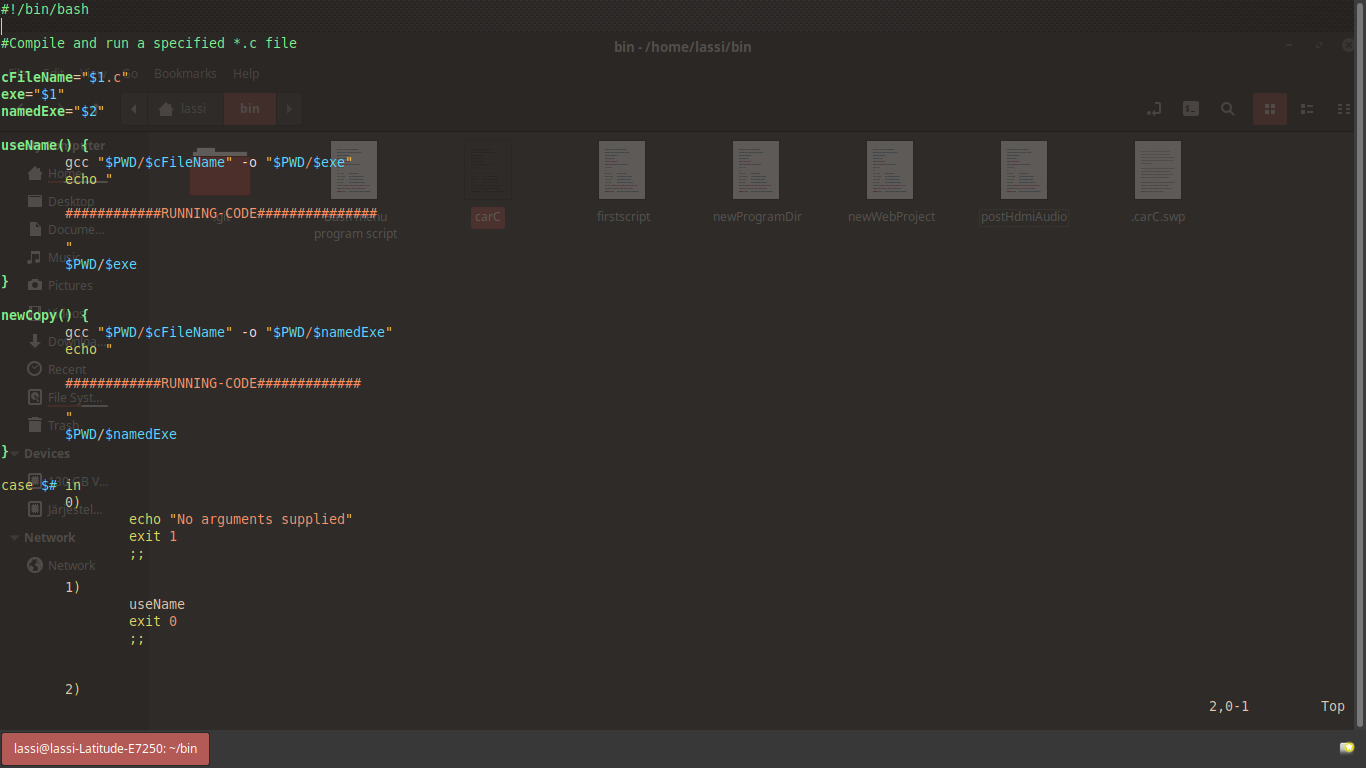 #!/bin/bash
#Compile and run a specified *.c file
bin - /home/lassi/bin
Go Bookmarks Help
cFileName="$1.c"
exe="$1"
namedExe="$2"
lassi bin
useName() {
gcc "$PWD/$cFileName" -o "$PWD/$exe"
echo "
############RUNNING-CODE###############
"
$PWD/$exe
}
newCopy() {
gcc "$PWD/$cFileName" -o "$PWD/$namedExe"
echo "
############RUNNING-CODE#############
"
$PWD/$namedExe
}
case $# in
0)
echo "No arguments supplied"
exit 1
;;
1)
useName
exit 0
;;
2)
Home
Desktop
Docume...
Music
Pictures
Downloa...
Recent
File Syst...
Trash
Devices
Järjestel...
Network
Network
program script
carC
firstscript
newProgramDir
newWebProject
postHdmiAudio
.carC.swp
2,0-1 Top
lassi@lassi-Latitude-E7250: ~/bin